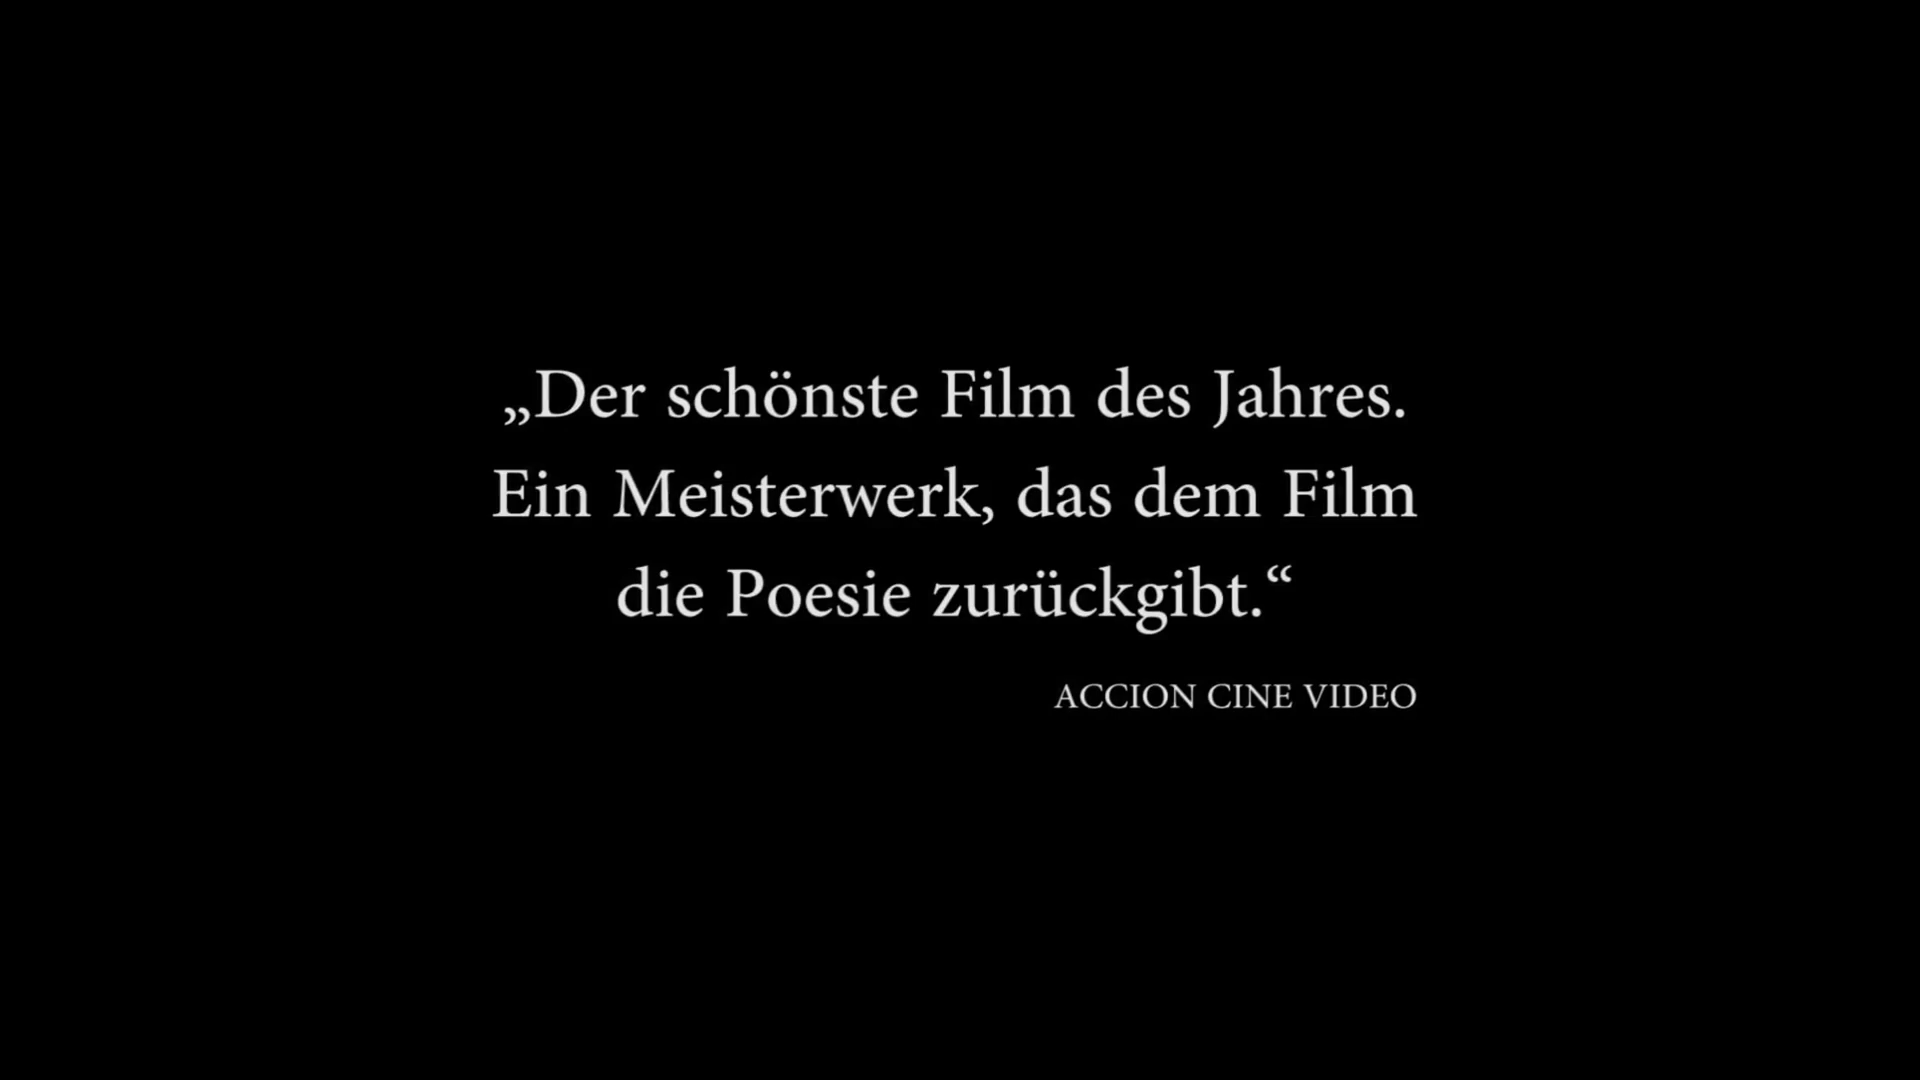 „Der schönste Film des Jahres.
Ein Meisterwerk, das dem Film
die Poesie zurückgibt.“
ACCION CINE VIDEO